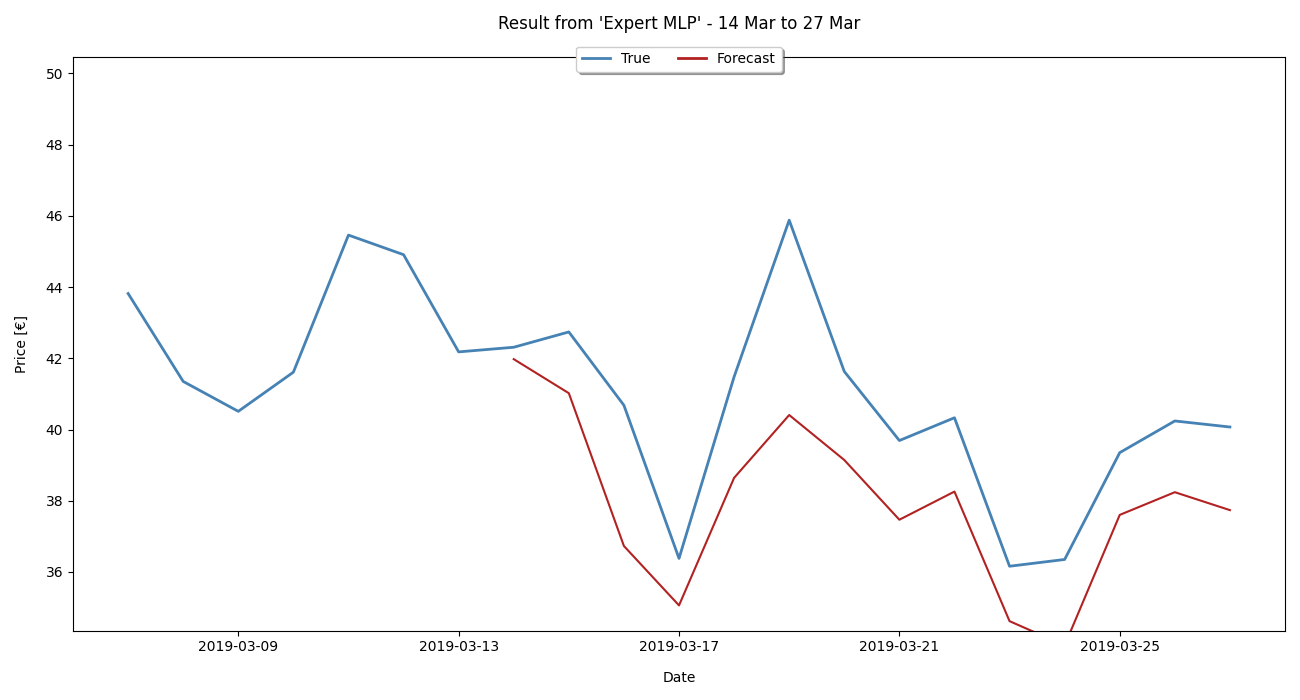 Result from 'Expert MLP' - 14 Mar to 27 Mar
True Forecast
50
48
46
44
42
40
38
36
Price [€]
2019-03-09 2019-03-13 2019-03-17 2019-03-21 2019-03-25
Date